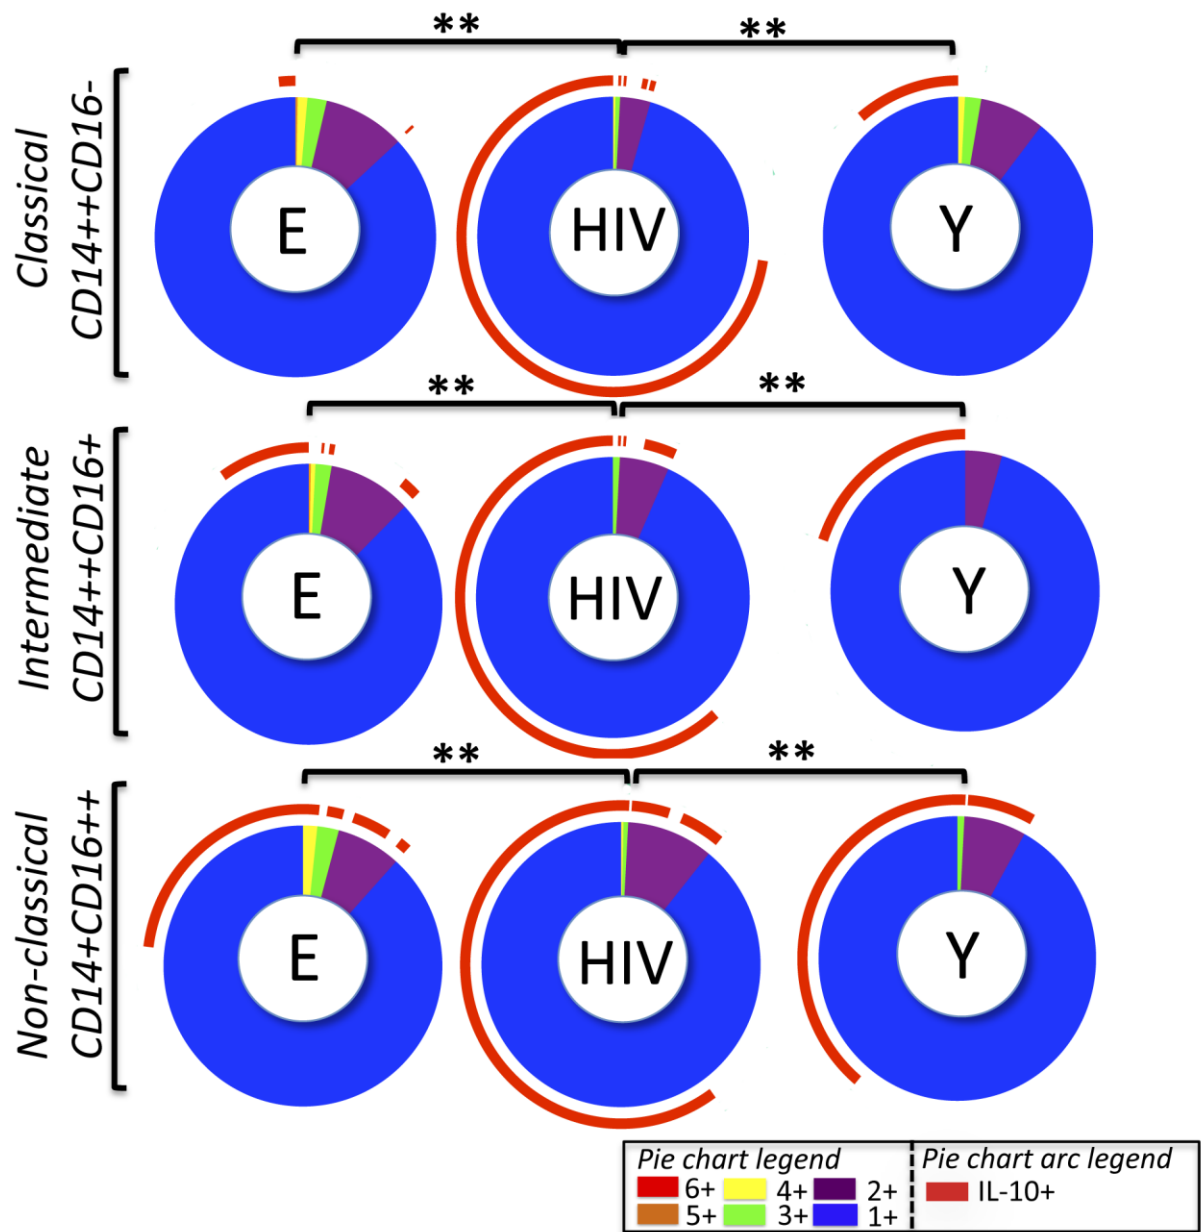 ** **
Classical
CD14++CD16-
E HIV Y
** **
Intermediate
CD14++CD16+
E HIV Y
** **
Non-classical
CD14+CD16++
E HIV Y
Pie chart legend Pie chart arc legend
6+ 4+ 2+ IL-10+
5+ 3+ 1+